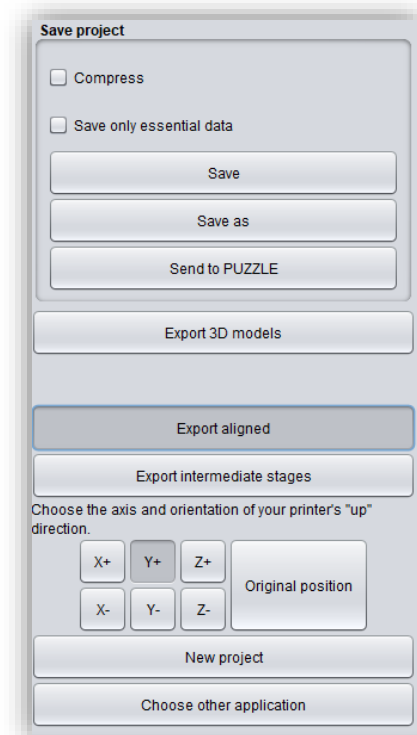 Save project
Compress
Save only essential data
Save
Save as
Send to PUZZLE
Export 3D models
Export aligned
Export intermediate stages
Choose the axis and orientation of your printer's "up"
direction.
X+ Y+ Z+
Original position
X- Y- Z-
New project
Choose other application